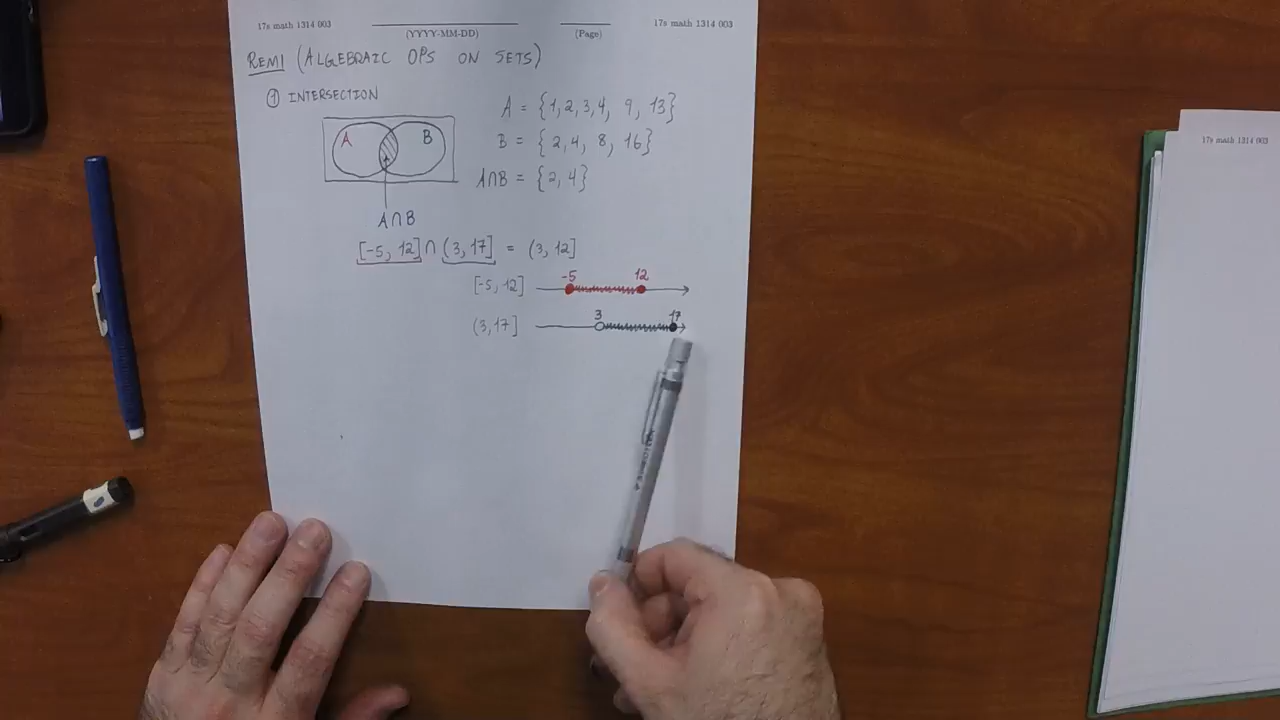 17s math 1314 003
(YYYY-MM-DD)
(Page)
17s math 1314 003
REM1 (ALGEBRAIC OPS ON SETS)
① INTERSECTION
A B
A∩B
A = {1,2,3,4, 9, 13}
B = {2,4, 8, 16}
A∩B = {2, 4}
[-5, 12] ∩ (3, 17] = (3, 12]
-5 12
[-5, 12]
3 17
(3,17]
17s math 1314 003